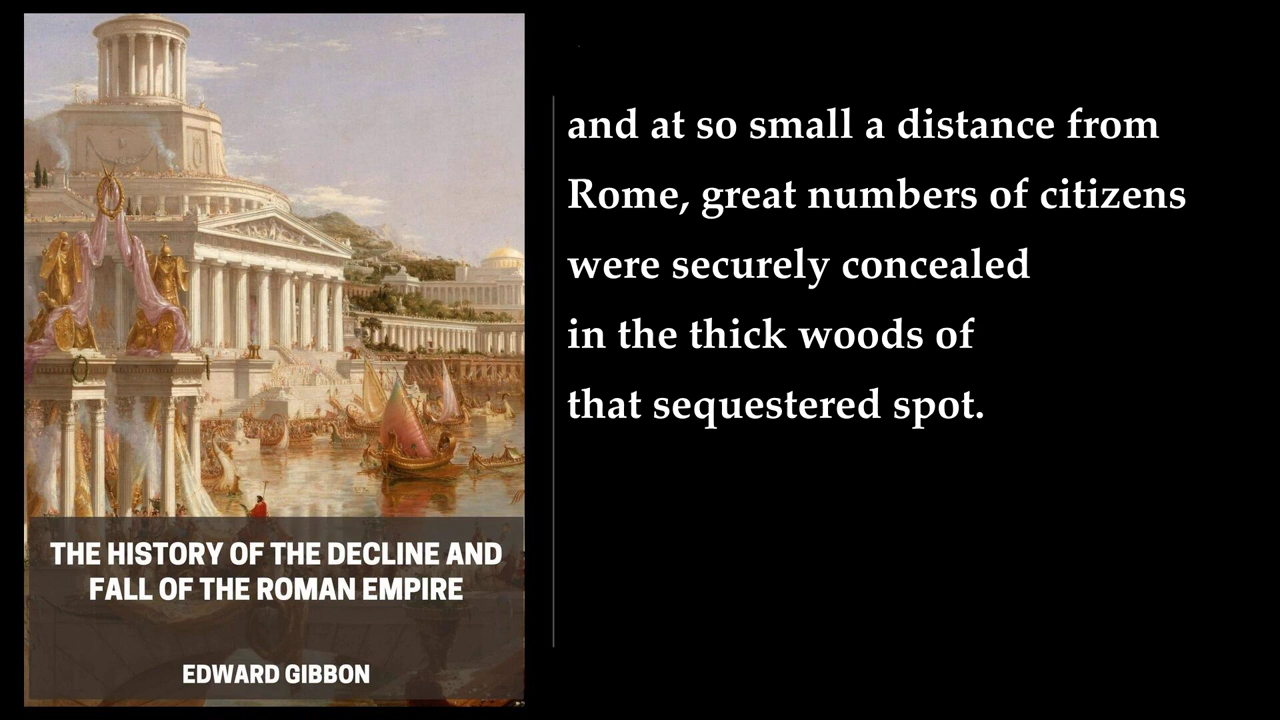 THE HISTORY OF THE DECLINE AND
FALL OF THE ROMAN EMPIRE
EDWARD GIBBON
and at so small a distance from
Rome, great numbers of citizens
were securely concealed
in the thick woods of
that sequestered spot.